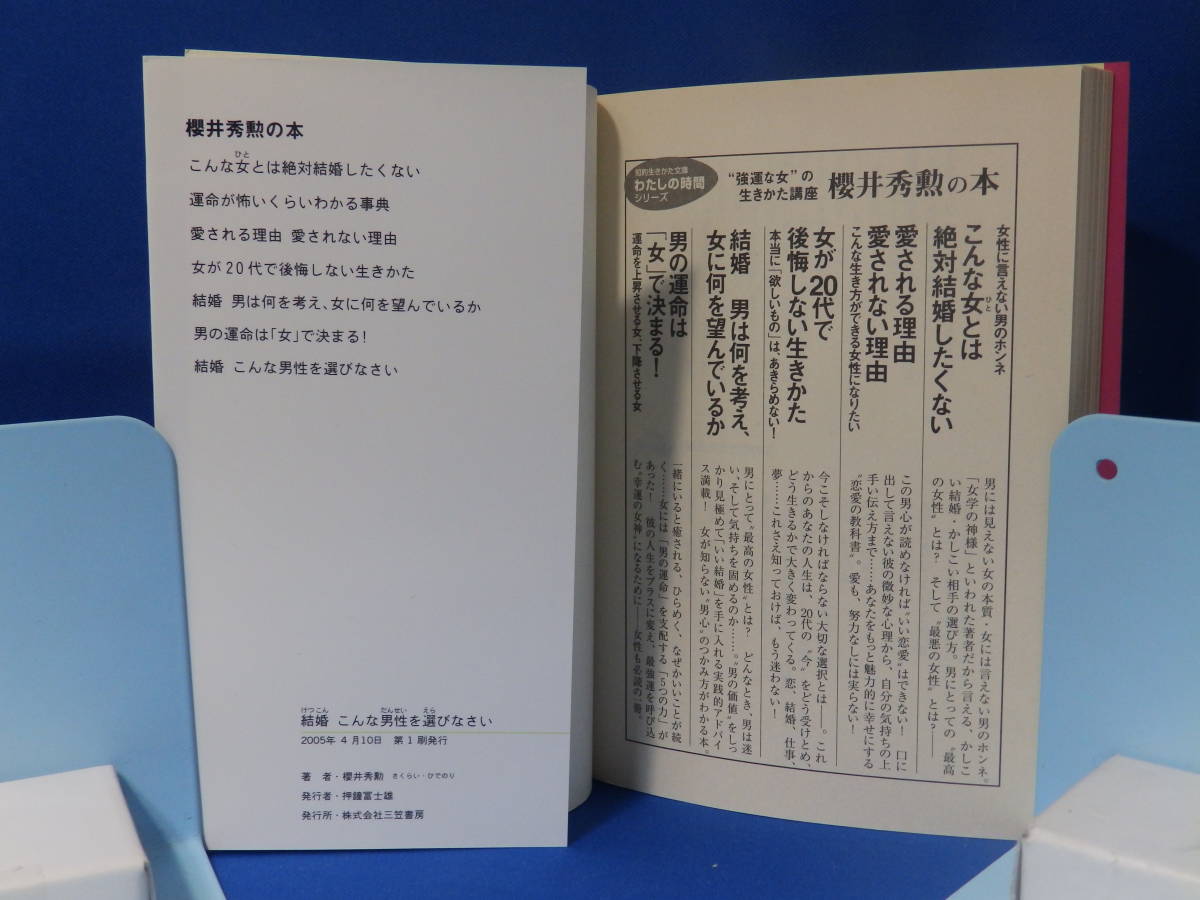 櫻井秀勲の本
こんな女とは絶対結婚したくない
ひと
運命が怖いくらいわかる事典
愛される理由 愛されない理由
女が20代で後悔しない生きかた
結婚 男は何を考え、女に何を望んでいるか
男の運命は「女」で決まる!
結婚 こんな男性を選びなさい
けっこん だんせい えら
結婚 こんな男性を選びなさい
2005年4月10日 第1刷発行
著 者・櫻井秀勲 さくらい・ひでのり
発行者・押鐘冨士雄
発行所・株式会社三笠書房
知的生きかた文庫
わたしの時間
シリーズ
“強運な女”の
生きかた講座
櫻井秀勲の本
女性に言えない男のホンネ
こんな女とは
ひと
絶対結婚したくない
男には見えない女の本質・女には言えない男のホンネ。
「女学の神様」といわれた著者だから言える、かしこ
い結婚・かしこい相手の選び方。男にとっての〝最高
の女性〟とは? そして〝最悪の女性〟とは?——
愛される理由
愛されない理由
こんな生き方ができる女性になりたい
この男心が読めなければ〝いい恋愛〟はできない! 口に
出して言えない彼の微妙な心理から、自分の気持ちの上
手い伝え方まで……あなたをもっと魅力的に幸せにする
〝恋愛の教科書〟。愛も、努力なしには実らない!
女が20代で
後悔しない生きかた
本当に「欲しいもの」は、あきらめない!
今こそしなければならない大切な選択とは——。これ
からのあなたの人生は、20代の〝今〟をどう受けとめ、
どう生きるかで大きく変わってくる。恋、結婚、仕事、
夢……これさえ知っておけば、もう迷わない!
結婚 男は何を考え、
女に何を望んでいるか
男にとって〝最高の女性〟とは? どんなとき、男は迷
い、そして気持ちを固めるのか……。〝男の価値〟をしっ
かり見極めて「いい結婚」を手に入れる実践的アドバイ
ス満載! 女が知らない〝男心〟のつかみ方がわかる本。
男の運命は
「女」で決まる!
運命を上昇させる女、下降させる女
一緒にいると癒される、ひらめく、なぜかいいことが続
く……女には「男の運命」を支配する「5つの力」が
あった! 彼の人生をプラスに変え、最強運を呼び込
む〝幸運の女神〟になるために——女性も必読の一冊。